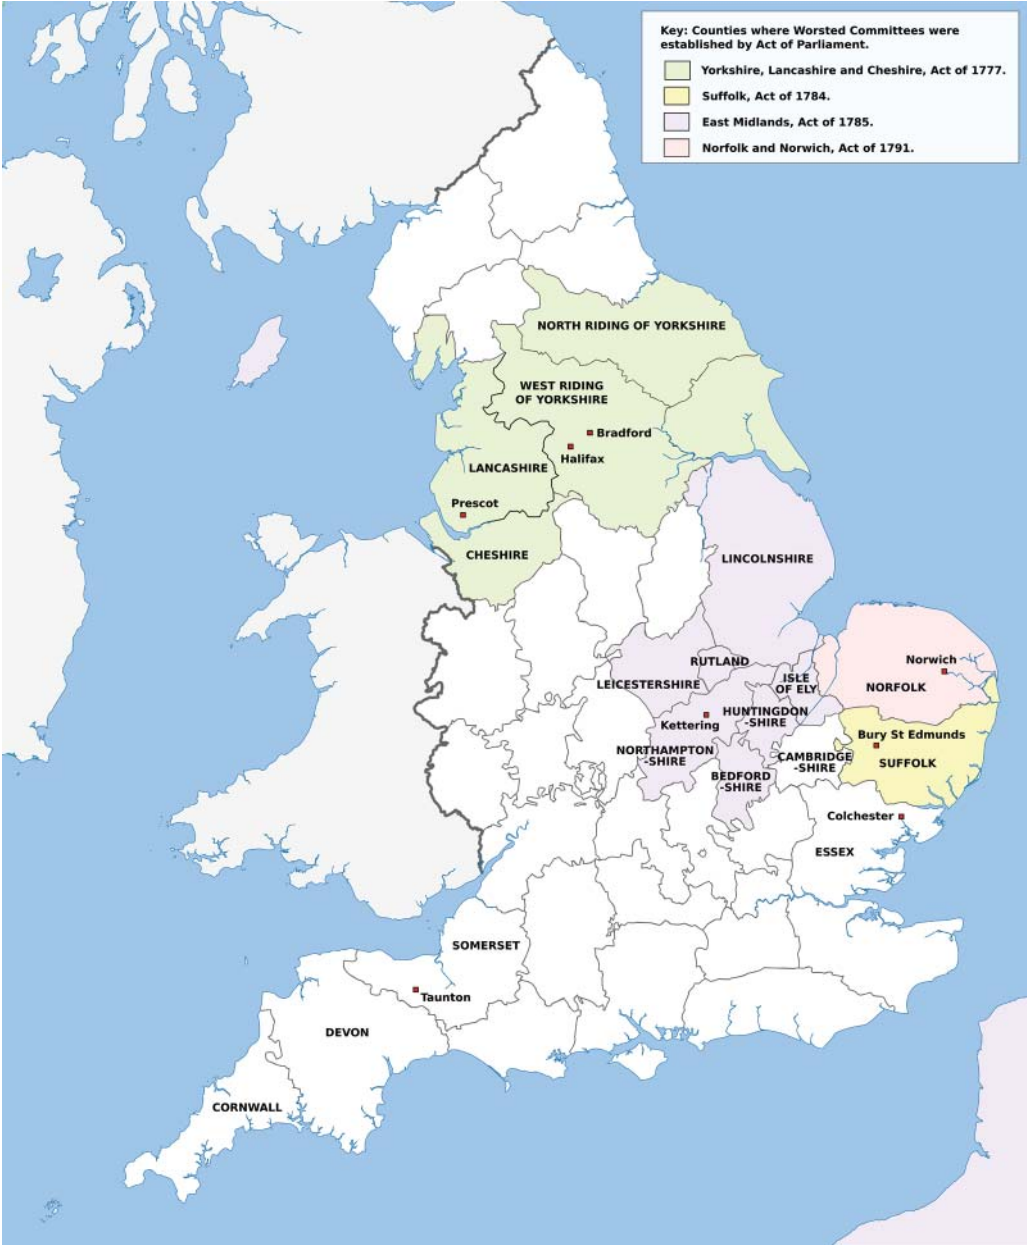 Key: Counties where Worsted Committees were
established by Act of Parliament.
Yorkshire, Lancashire and Cheshire, Act of 1777.
Suffolk, Act of 1784.
East Midlands, Act of 1785.
Norfolk and Norwich, Act of 1791.
NORTH RIDING OF YORKSHIRE
WEST RIDING
OF YORKSHIRE
Bradford
Halifax
LANCASHIRE
Prescot
CHESHIRE
LINCOLNSHIRE
RUTLAND
LEICESTERSHIRE
ISLE
OF ELY
Norwich
NORFOLK
HUNTINGDON
-SHIRE
Kettering
NORTHAMPTON
-SHIRE
BEDFORD
-SHIRE
CAMBRIDGE
-SHIRE
Bury St Edmunds
SUFFOLK
Colchester
ESSEX
SOMERSET
Taunton
DEVON
CORNWALL